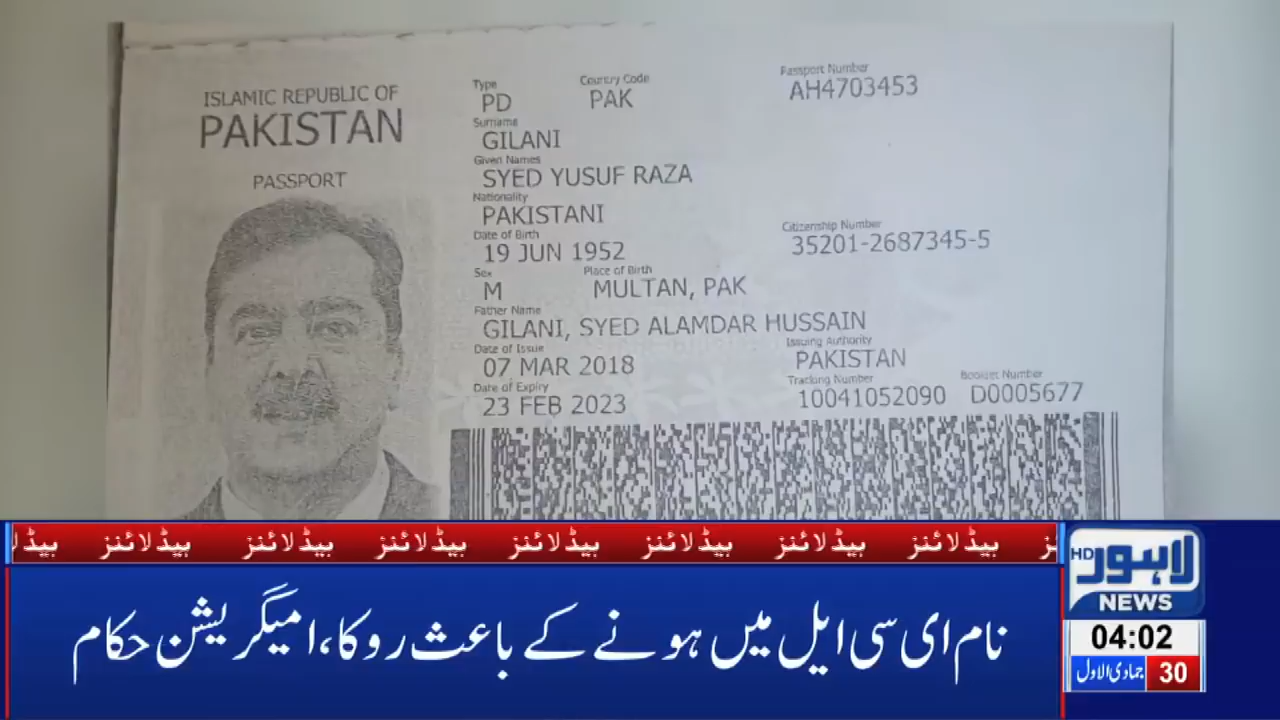 ISLAMIC REPUBLIC OF
PAKISTAN
PASSPORT
Type
PD
Country Code
PAK
Passport Number
AH4703453
Surname
GILANI
Given Names
SYED YUSUF RAZA
Nationality
PAKISTANI
Date of Birth
19 JUN 1952
Citizenship Number
35201-2687345-5
Sex
M
Place of Birth
MULTAN, PAK
Father Name
GILANI, SYED ALAMDAR HUSSAIN
Date of Issue
07 MAR 2018
Issuing Authority
PAKISTAN
Date of Expiry
23 FEB 2023
Tracking Number
10041052090
Booklet Number
D0005677
ہیڈلائنز ہیڈلائنز ہیڈلائنز ہیڈلائنز ہیڈلائنز ہیڈلائنز ہیڈلائنز
نام ای سی ایل میں ہونے کے باعث روکا، امیگریشن حکام
لاہور HD
NEWS
04:02
30 جمادی الاول